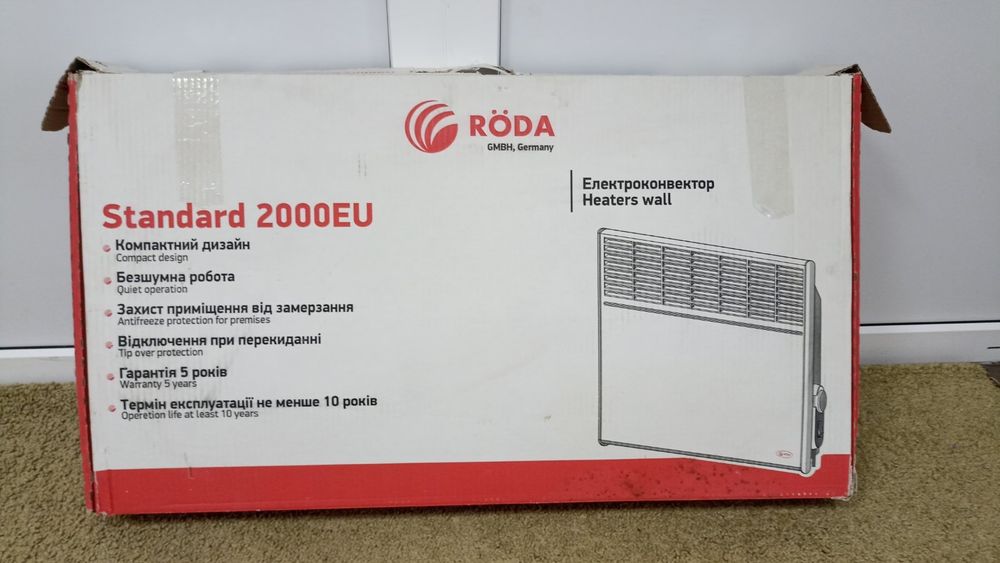 RÖDA
GMBH, Germany
Електроконвектор
Heaters wall
Standard 2000EU
Компактний дизайн
Compact design
Безшумна робота
Quiet operation
Захист приміщення від замерзання
Antifreeze protection for premises
Відключення при перекиданні
Tip over protection
Гарантія 5 років
Warranty 5 years
Термін експлуатації не менше 10 років
Operetion life at least 10 years